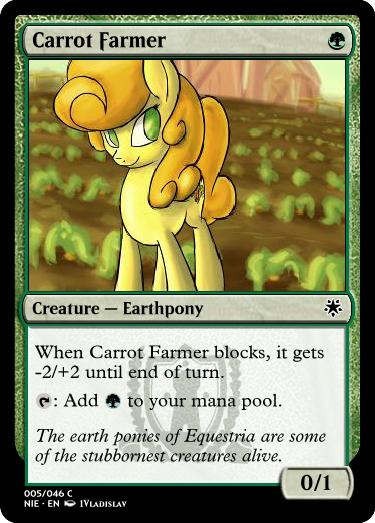 Carrot Farmer
Creature — Earthpony
When Carrot Farmer blocks, it gets
-2/+2 until end of turn.
: Add to your mana pool.
The earth ponies of Equestria are some
of the stubbornest creatures alive.
0/1
005/046 C
NIE · EN 1Vladislav